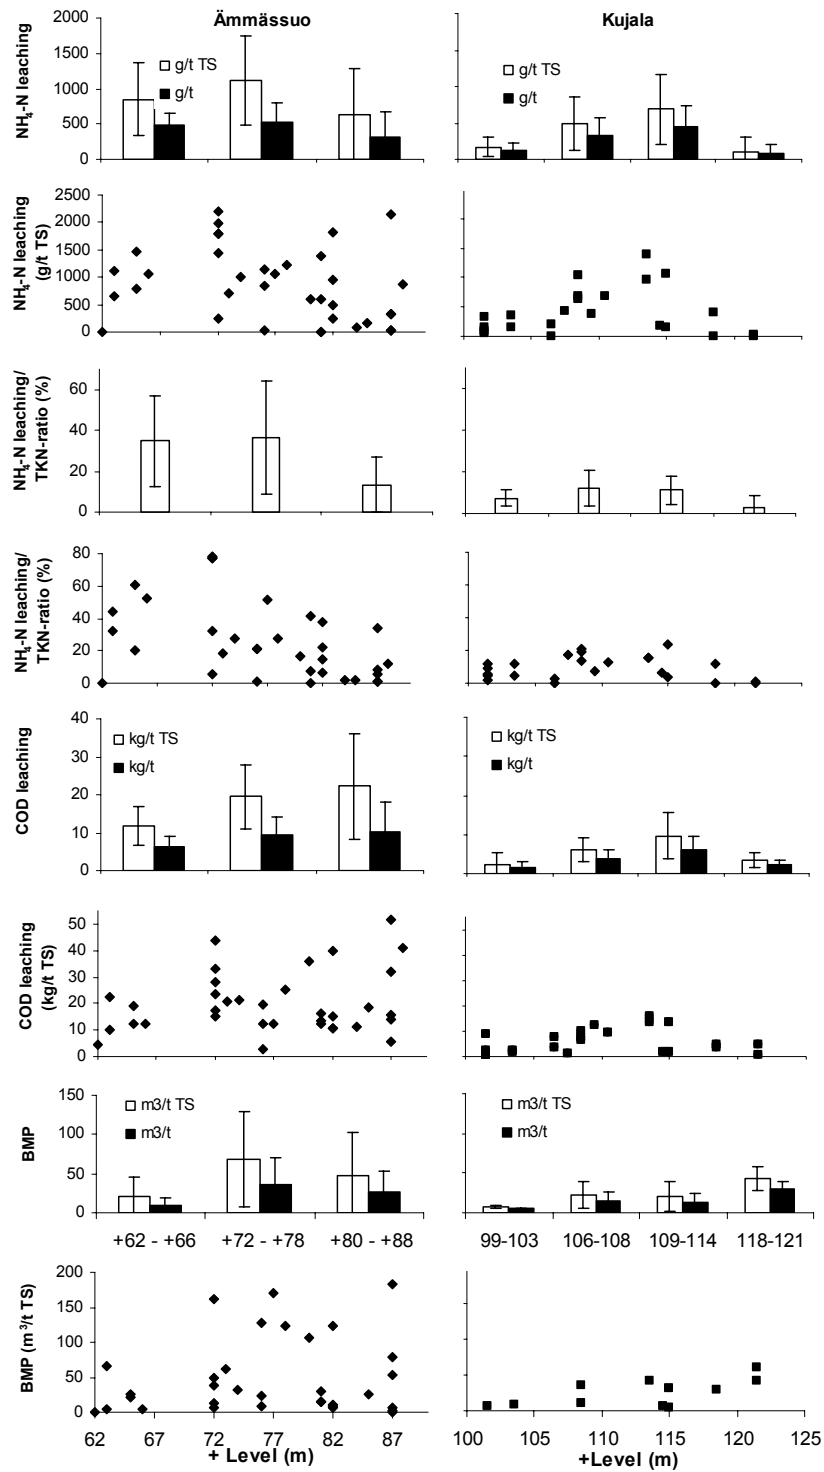 Ämmässuo
Kujala
NH4-N leaching
2000
1500
1000
500
0
g/t TS
g/t
g/t TS
g/t
NH4-N leaching
(g/t TS)
2500
2000
1500
1000
500
0
NH4-N leaching/
TKN-ratio (%)
60
40
20
0
NH4-N leaching/
TKN-ratio (%)
80
60
40
20
0
COD leaching
40
30
20
10
0
kg/t TS
kg/t
kg/t TS
kg/t
COD leaching
(kg/t TS)
50
40
30
20
10
0
BMP
150
100
50
0
m3/t TS
m3/t
m3/t TS
m3/t
+62 - +66
+72 - +78
+80 - +88
99-103
106-108
109-114
118-121
BMP (m³/t TS)
200
150
100
50
0
62
67
72
77
82
87
100
105
110
115
120
125
+ Level (m)
+Level (m)